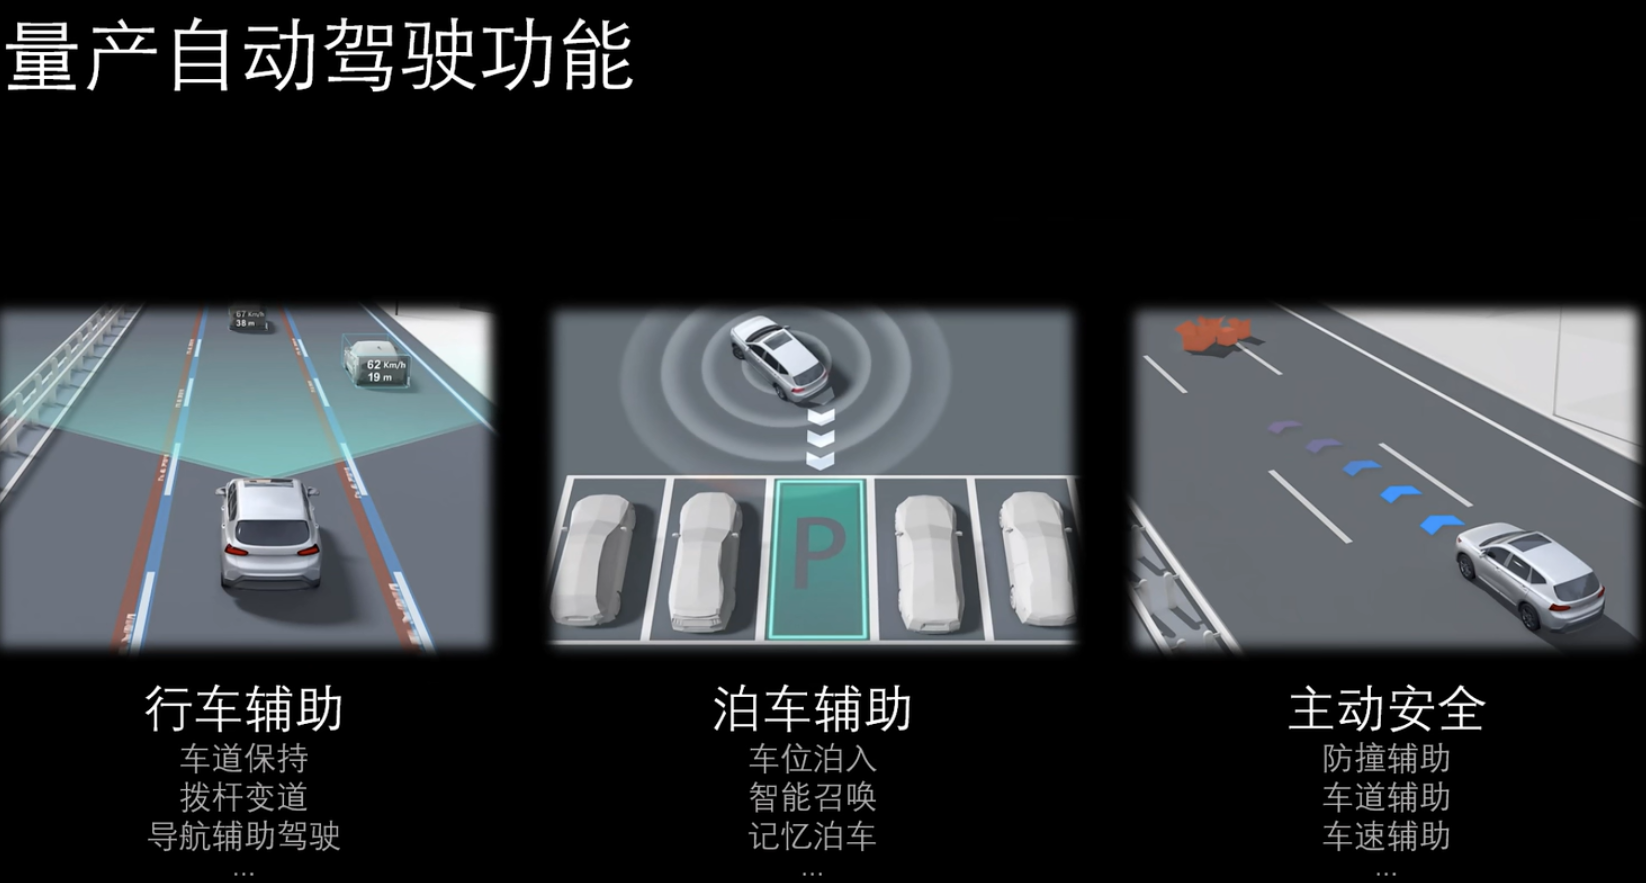 量产自动驾驶功能
67 Km/h
38 m
62 Km/h
19 m
P
行车辅助
车道保持
拨杆变道
导航辅助驾驶
...
泊车辅助
车位泊入
智能召唤
记忆泊车
...
主动安全
防撞辅助
车道辅助
车速辅助
...